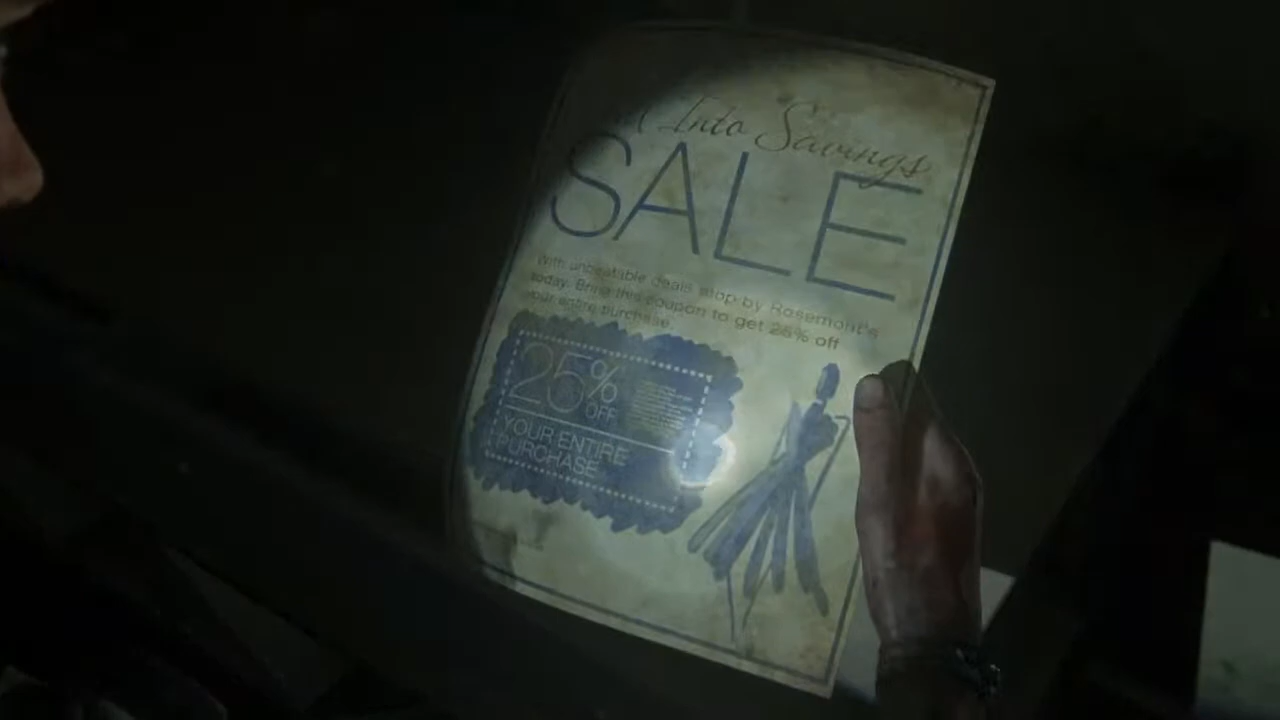 Into Savings
SALE
With unbeatable deals stop by Rosemont's
today. Bring this coupon to get 25% off
your entire purchase.
25%
OFF
YOUR ENTIRE
PURCHASE